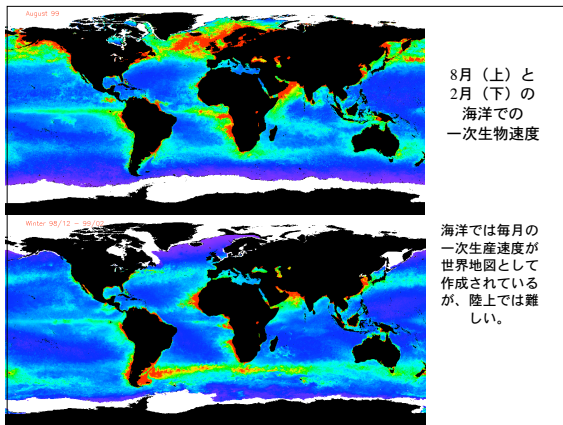 August 99
8月（上）と
2月（下）の
海洋での
一次生物速度
Winter 98/12 - 99/02
海洋では毎月の
一次生産速度が
世界地図として
作成されている
が、陸上では難
しい。